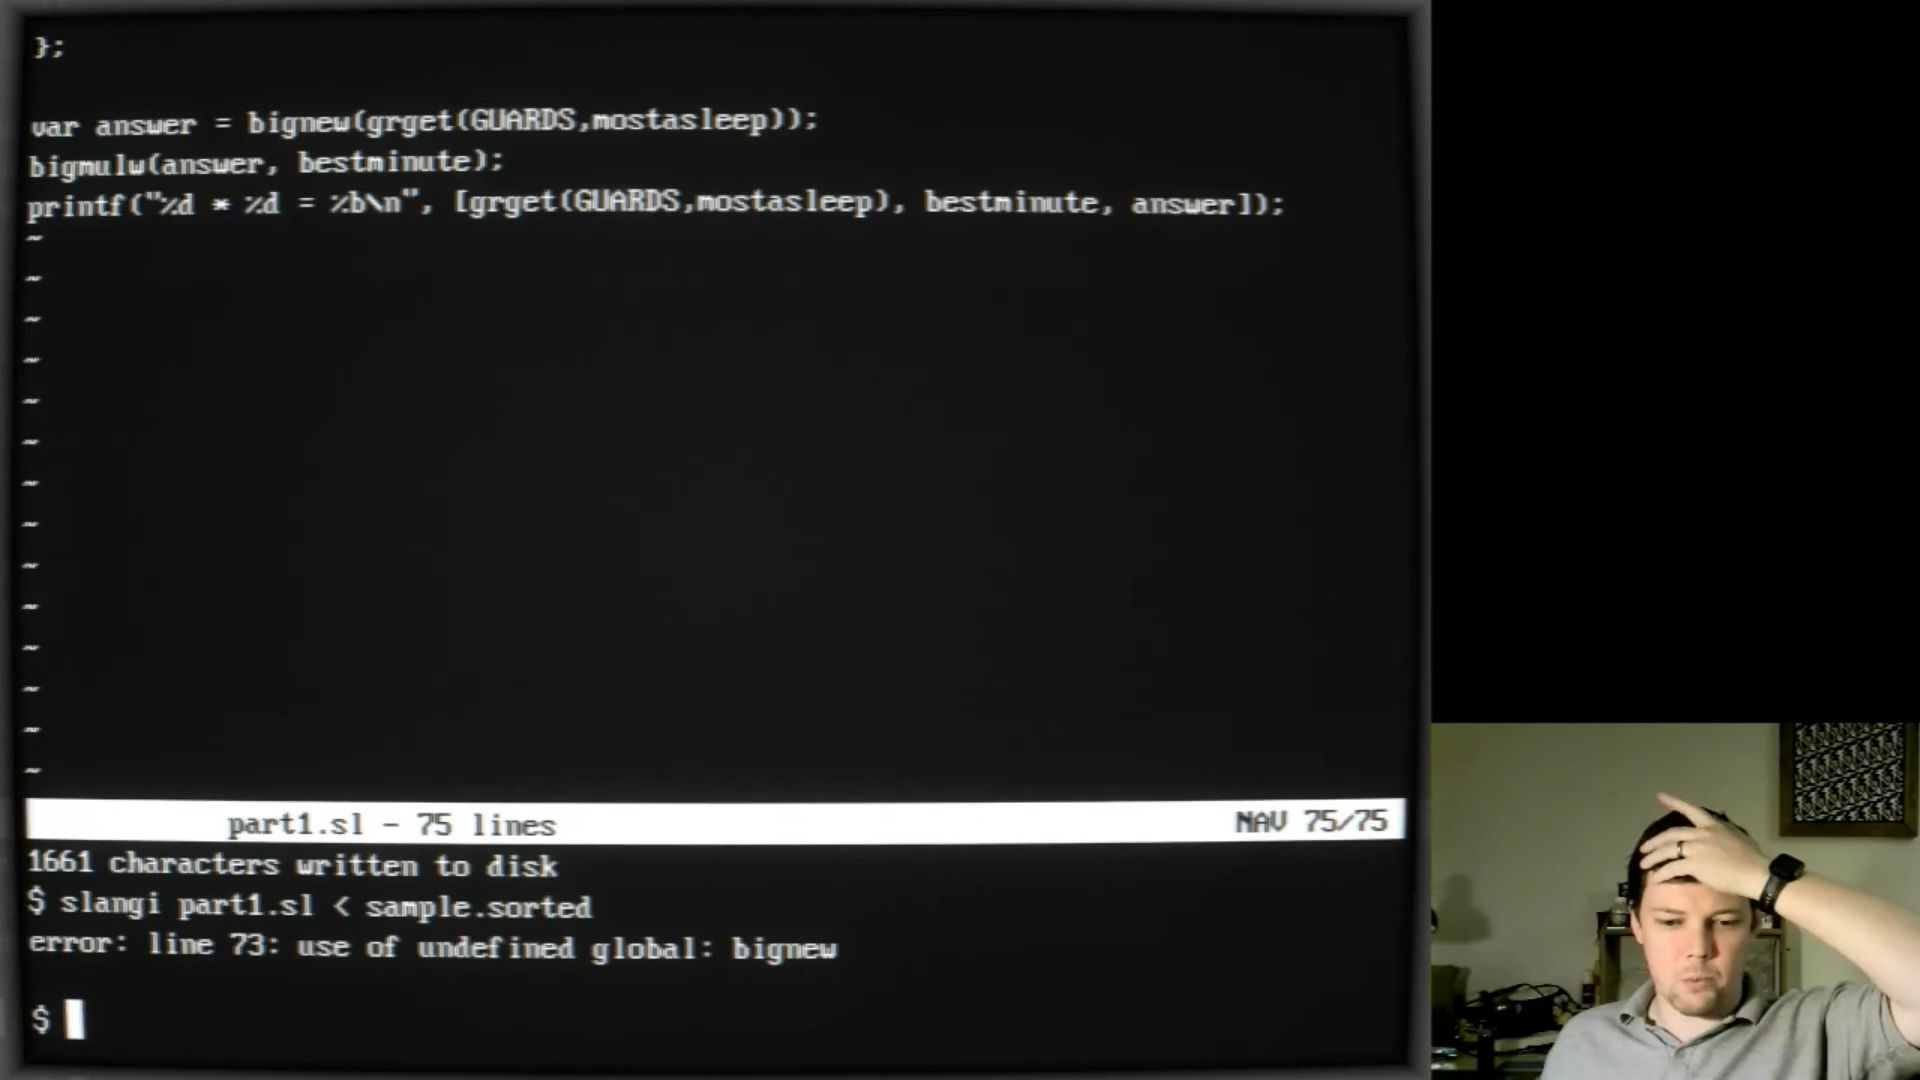 };
var answer = bignew(grget(GUARDS,mostasleep));
bigmulw(answer, bestminute);
printf("%d * %d = %b\n", [grget(GUARDS,mostasleep), bestminute, answer]);
~
~
~
~
~
~
~
~
~
~
~
~
~
~
part1.sl - 75 lines NAV 75/75
1661 characters written to disk
$ slangi part1.sl < sample.sorted
error: line 73: use of undefined global: bignew
$